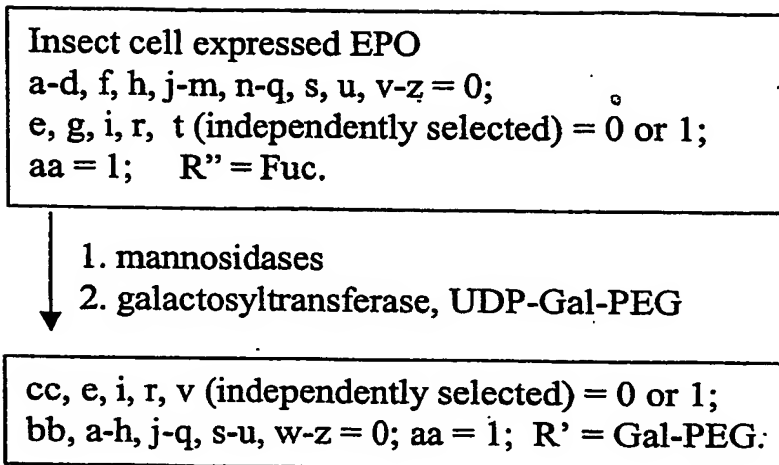 Insect cell expressed EPO
a-d, f, h, j-m, n-q, s, u, v-z = 0;
e, g, i, r, t (independently selected) = 0 or 1;
aa = 1; R” = Fuc.
1. mannosidases
2. galactosyltransferase, UDP-Gal-PEG
cc, e, i, r, v (independently selected) = 0 or 1;
bb, a-h, j-q, s-u, w-z = 0; aa = 1; R’ = Gal-PEG.